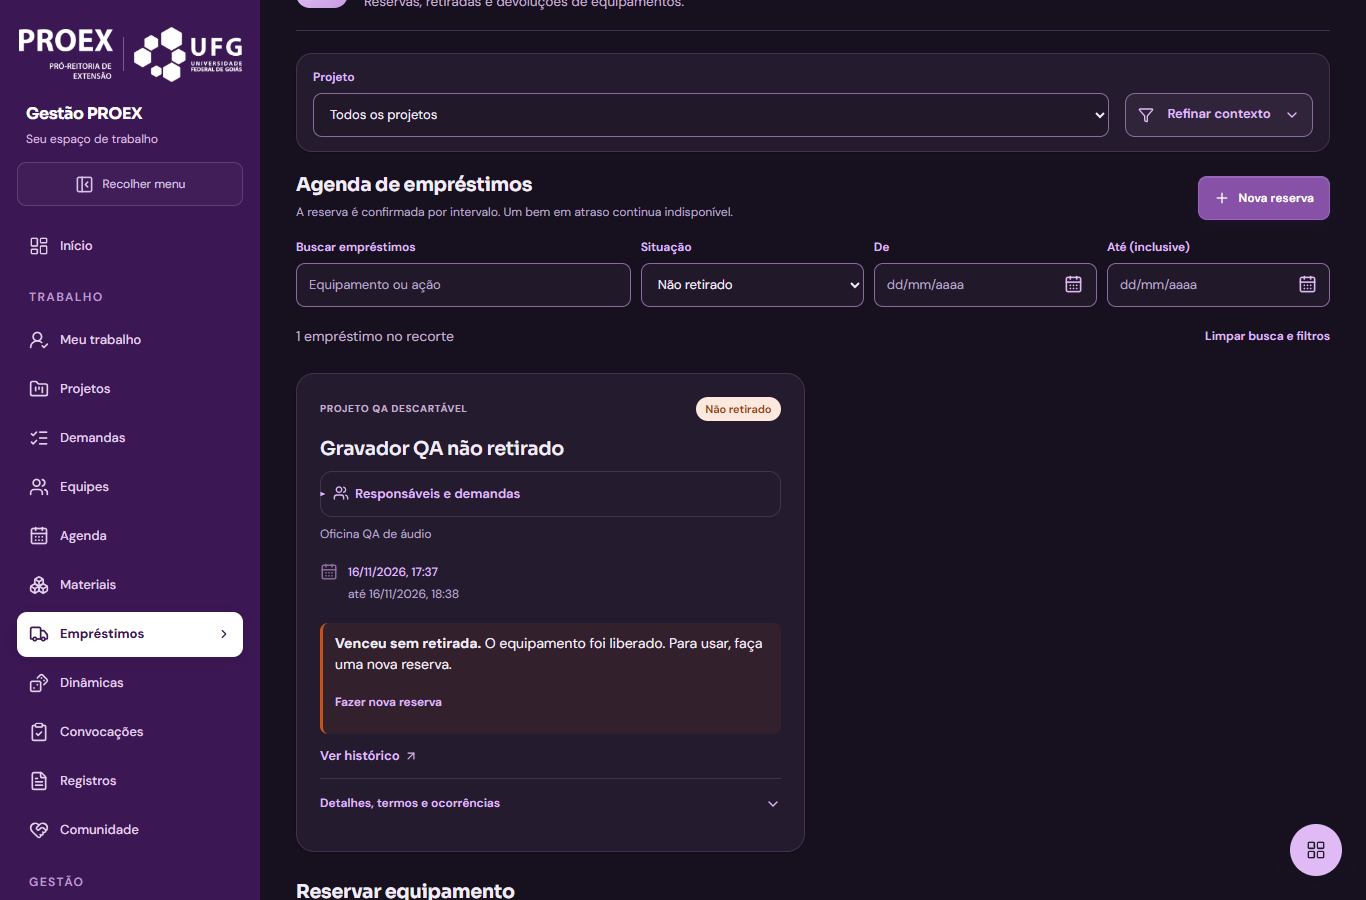 PROEX
PRÓ-REITORIA DE
EXTENSÃO
UFG
UNIVERSIDADE
FEDERAL DE GOIÁS
Gestão PROEX
Seu espaço de trabalho
Recolher menu
Início
TRABALHO
Meu trabalho
Projetos
Demandas
Equipes
Agenda
Materiais
Empréstimos
Dinâmicas
Convocações
Registros
Comunidade
GESTÃO
Reservas, retiradas e devoluções de equipamentos.
Projeto
Todos os projetos
Refinar contexto
Agenda de empréstimos
A reserva é confirmada por intervalo. Um bem em atraso continua indisponível.
Nova reserva
Buscar empréstimos
Situação
De
Até (inclusive)
Equipamento ou ação
Não retirado
dd/mm/aaaa
dd/mm/aaaa
1 empréstimo no recorte
Limpar busca e filtros
PROJETO QA DESCARTÁVEL
Não retirado
Gravador QA não retirado
Responsáveis e demandas
Oficina QA de áudio
16/11/2026, 17:37
até 16/11/2026, 18:38
Venceu sem retirada. O equipamento foi liberado. Para usar, faça
uma nova reserva.
Fazer nova reserva
Ver histórico
Detalhes, termos e ocorrências
Reservar equipamento